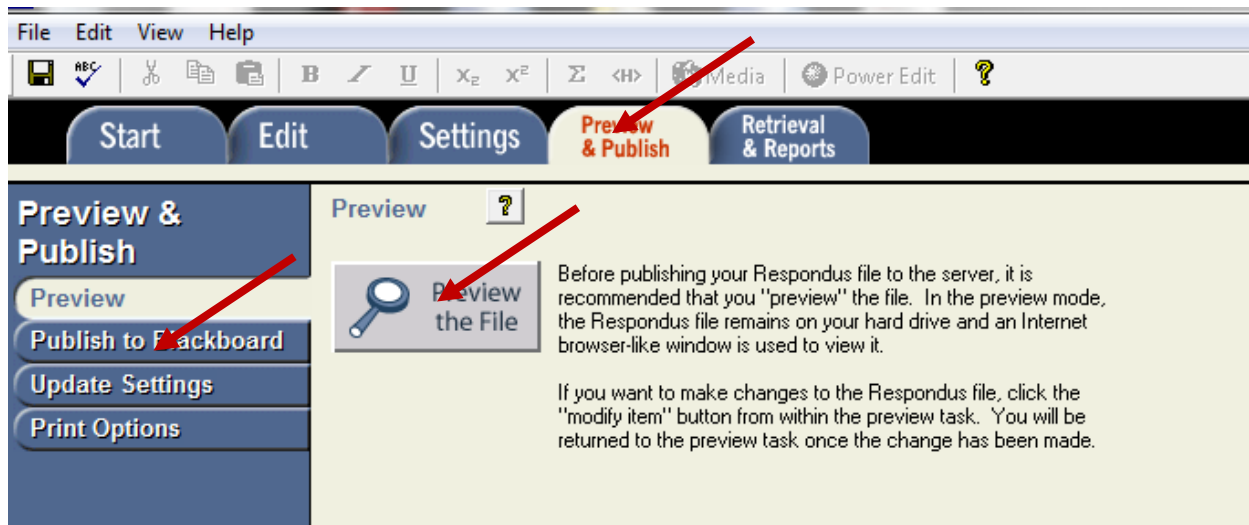 File Edit View Help
ABC B I U X₂ X² Σ <H> Media Power Edit ?
Start Edit Settings Preview & Publish Retrieval & Reports
Preview &
Publish
Preview
Publish to Blackboard
Update Settings
Print Options
Preview ?
Preview
the File
Before publishing your Respondus file to the server, it is
recommended that you "preview" the file. In the preview mode,
the Respondus file remains on your hard drive and an Internet
browser-like window is used to view it.
If you want to make changes to the Respondus file, click the
"modify item" button from within the preview task. You will be
returned to the preview task once the change has been made.